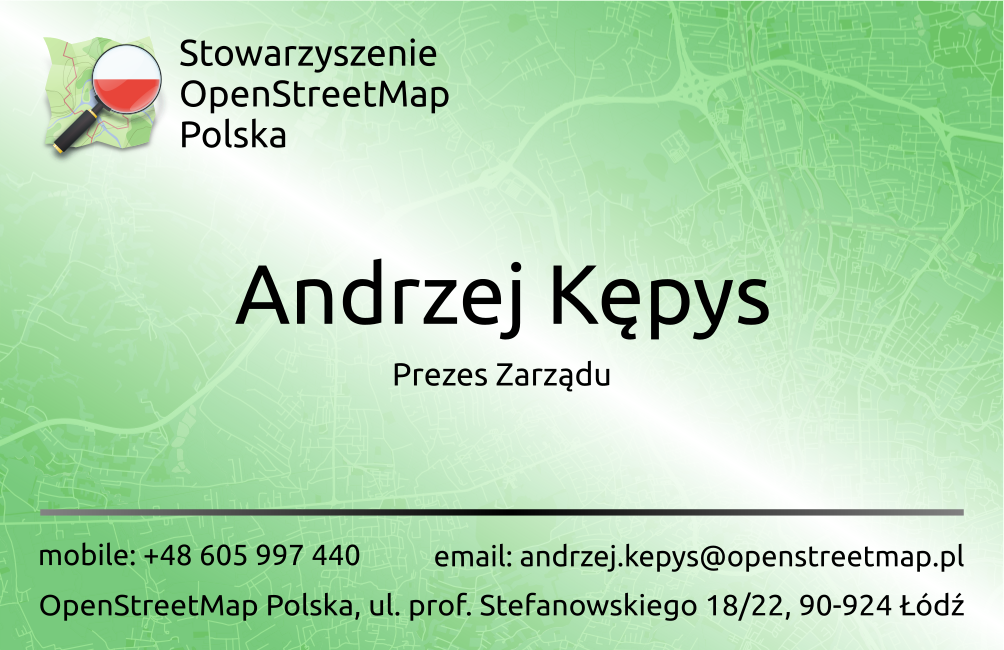 Stowarzyszenie
OpenStreetMap
Polska
Andrzej Kępys
Prezes Zarządu
mobile: +48 605 997 440 email: andrzej.kepys@openstreetmap.pl
OpenStreetMap Polska, ul. prof. Stefanowskiego 18/22, 90-924 Łódź